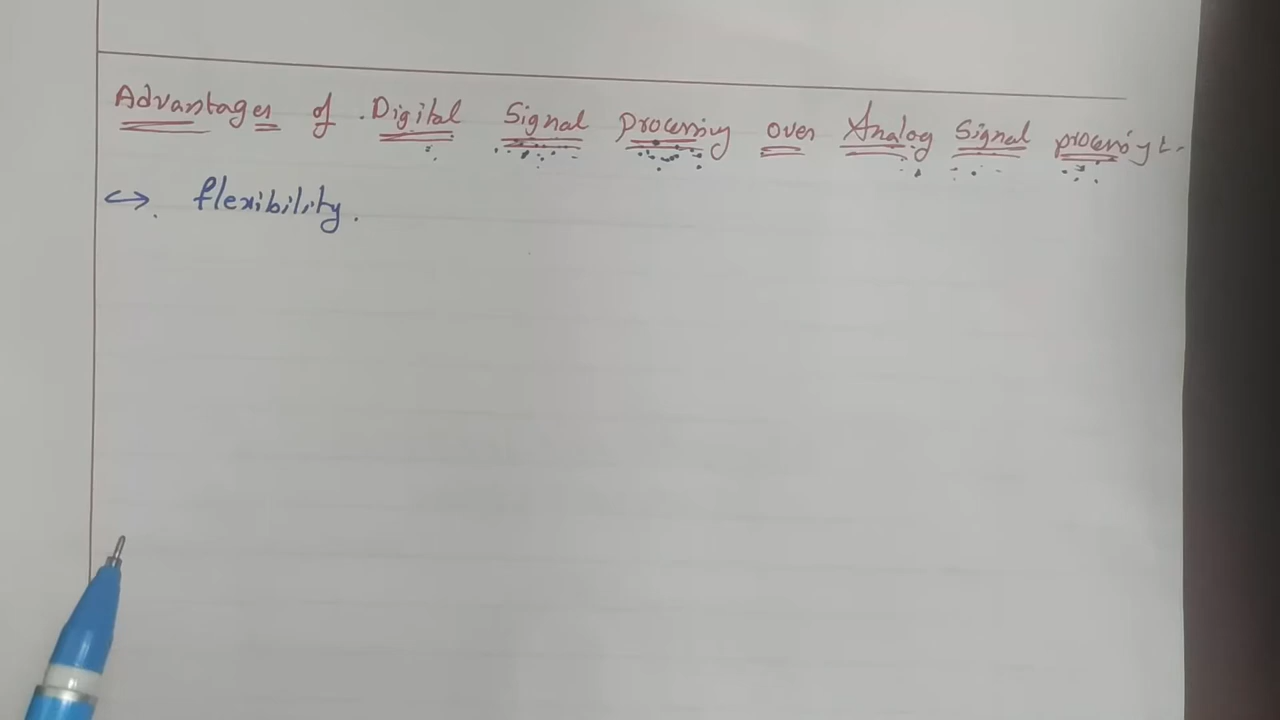 Advantages of Digital Signal Processing over Analog Signal processing:-
↔ flexibility.